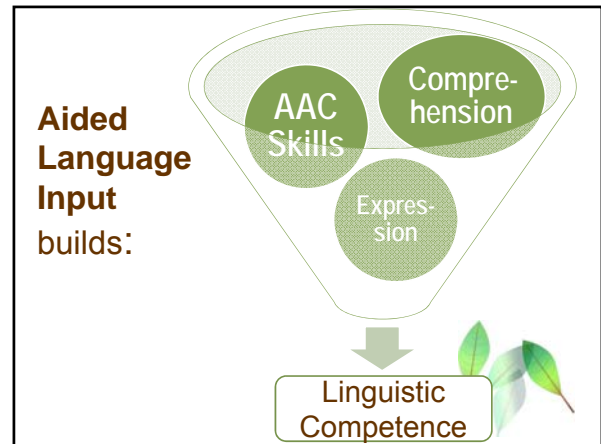 Aided
Language
Input
builds:
AAC
Skills
Compre-
hension
Expres-
sion
Linguistic
Competence